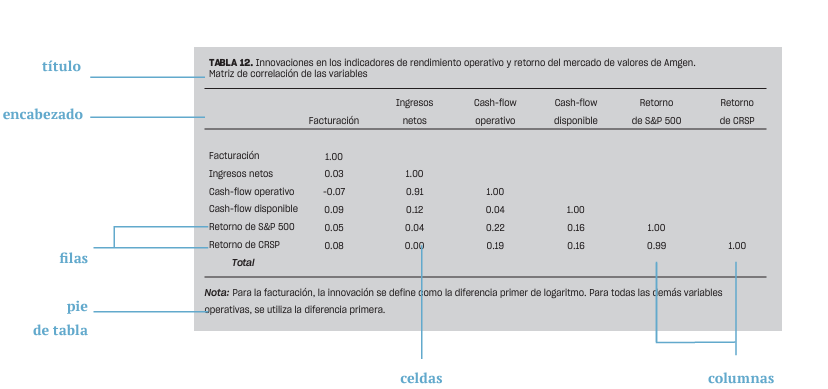 título
TABLA 12. Innovaciones en los indicadores de rendimiento operativo y retorno del mercado de valores de Amgen.
Matriz de correlación de las variables
encabezado
Ingresos Cash-flow Cash-flow Retorno Retorno
Facturación netos operativo disponible de S&P 500 de CRSP
Facturación 1.00
Ingresos netos 0.03 1.00
Cash-flow operativo -0.07 0.91 1.00
Cash-flow disponible 0.09 0.12 0.04 1.00
Retorno de S&P 500 0.05 0.04 0.22 0.16 1.00
Retorno de CRSP 0.08 0.00 0.19 0.16 0.99 1.00
filas
Total
Nota: Para la facturación, la innovación se define como la diferencia primer de logaritmo. Para todas las demás variables
operativas, se utiliza la diferencia primera.
pie
de tabla
celdas
columnas